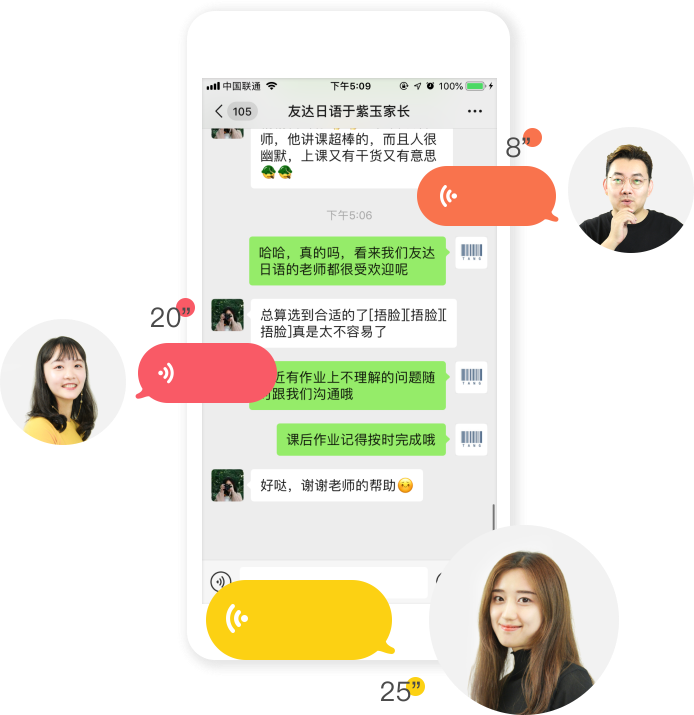 中国联通
下午5:09
100%
105
友达日语于紫玉家长
师，他讲课超棒的，而且人很
幽默，上课又有干货又有意思
8”
下午5:06
哈哈，真的吗，看来我们友达
日语的老师都很受欢迎呢
TANG
20”
总算选到合适的了[捂脸][捂脸][
捂脸]真是太不容易了
近有作业上不理解的问题随
跟我们沟通哦
TANG
课后作业记得按时完成哦
TANG
好哒，谢谢老师的帮助
25”